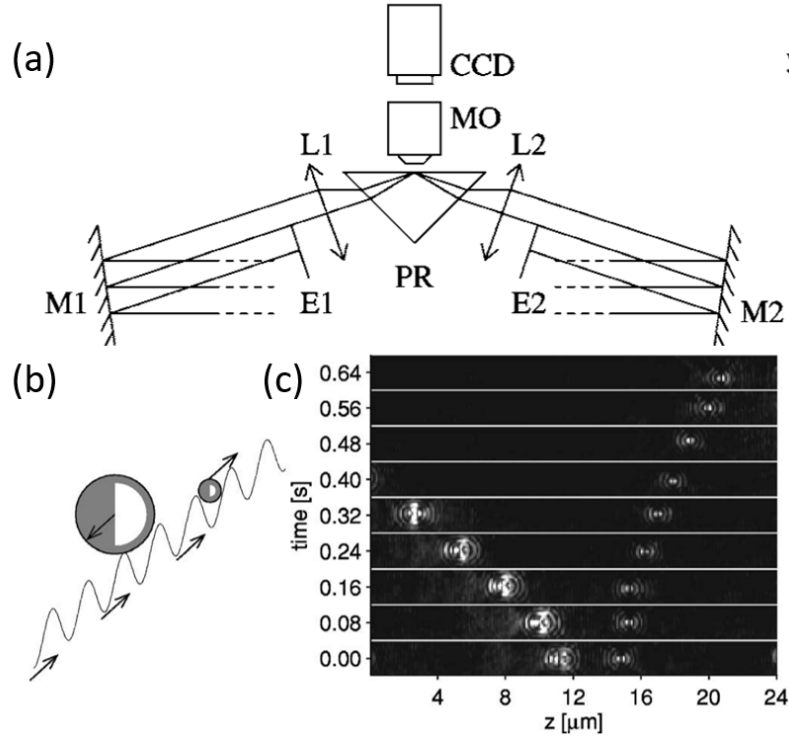 (a)
CCD
MO
L1
L2
M1
E1
PR
E2
M2
(b)
(c)
0.64
0.56
0.48
0.40
0.32
0.24
0.16
0.08
0.00
time [s]
4 8 12 16 20 24
z [μm]